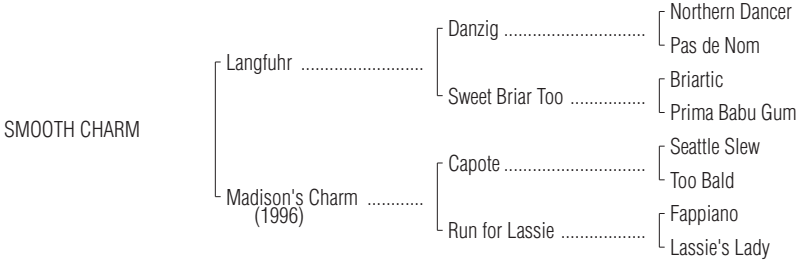 Northern Dancer
Danzig ..............................
Pas de Nom
Langfuhr .........................
Briartic
Sweet Briar Too ................
Prima Babu Gum
SMOOTH CHARM
Seattle Slew
Capote ..............................
Too Bald
Madison's Charm ............
(1996)
Fappiano
Run for Lassie ..................
Lassie's Lady